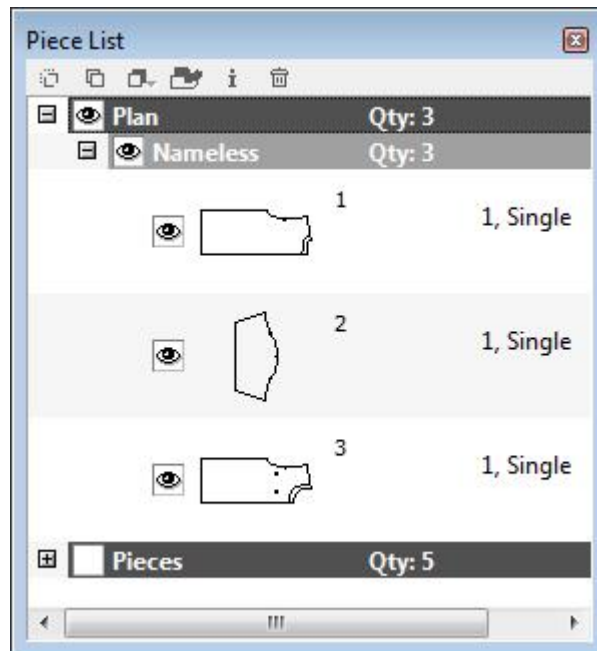 Piece List
Plan Qty: 3
Nameless Qty: 3
1 1, Single
2 1, Single
3 1, Single
Pieces Qty: 5